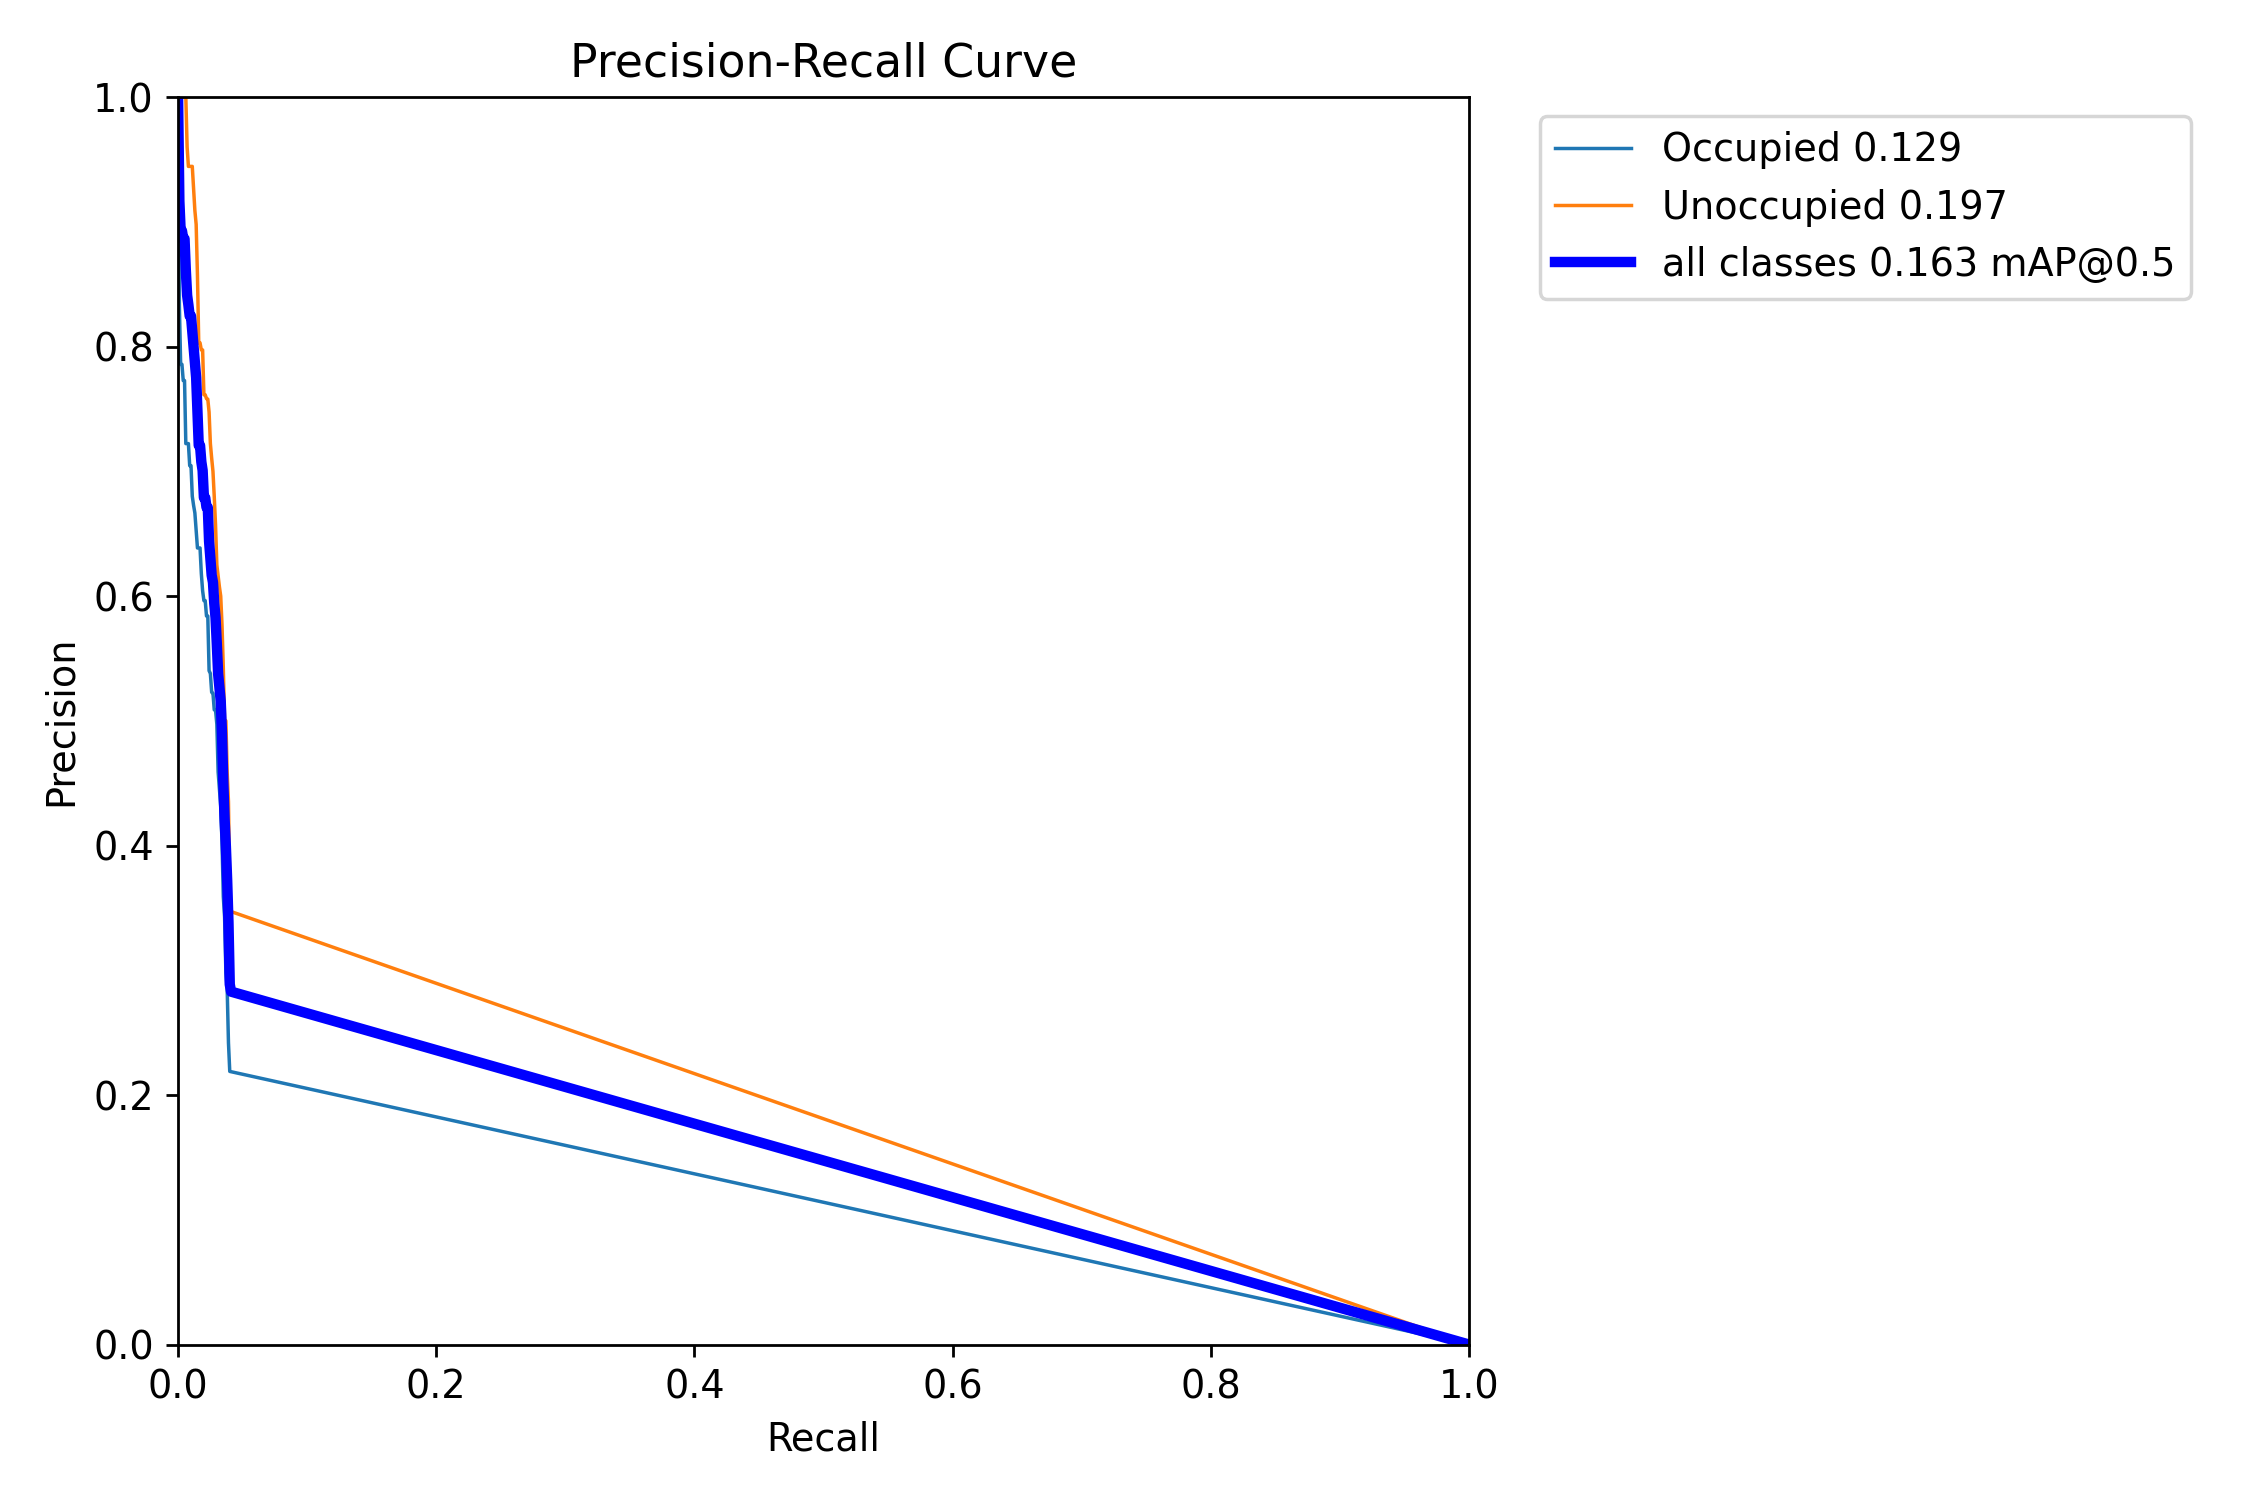 Precision-Recall Curve
Occupied 0.129
Unoccupied 0.197
all classes 0.163 mAP@0.5
1.0
0.8
0.6
0.4
0.2
0.0
Precision
0.0 0.2 0.4 0.6 0.8 1.0
Recall